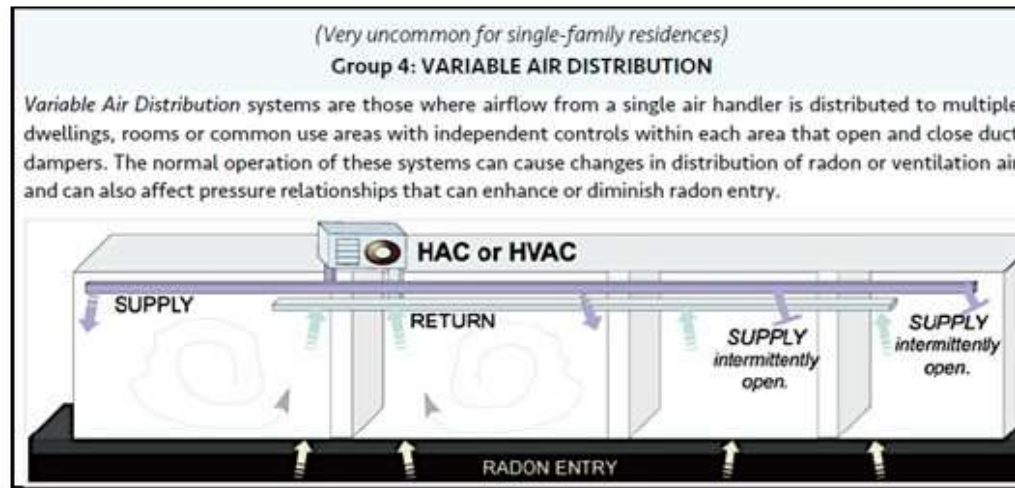 (Very uncommon for single-family residences)
Group 4: VARIABLE AIR DISTRIBUTION
Variable Air Distribution systems are those where airflow from a single air handler is distributed to multiple
dwellings, rooms or common use areas with independent controls within each area that open and close duct
dampers. The normal operation of these systems can cause changes in distribution of radon or ventilation air
and can also affect pressure relationships that can enhance or diminish radon entry.
HAC or HVAC
SUPPLY
RETURN
SUPPLY
intermittently
open.
SUPPLY
intermittently
open.
RADON ENTRY